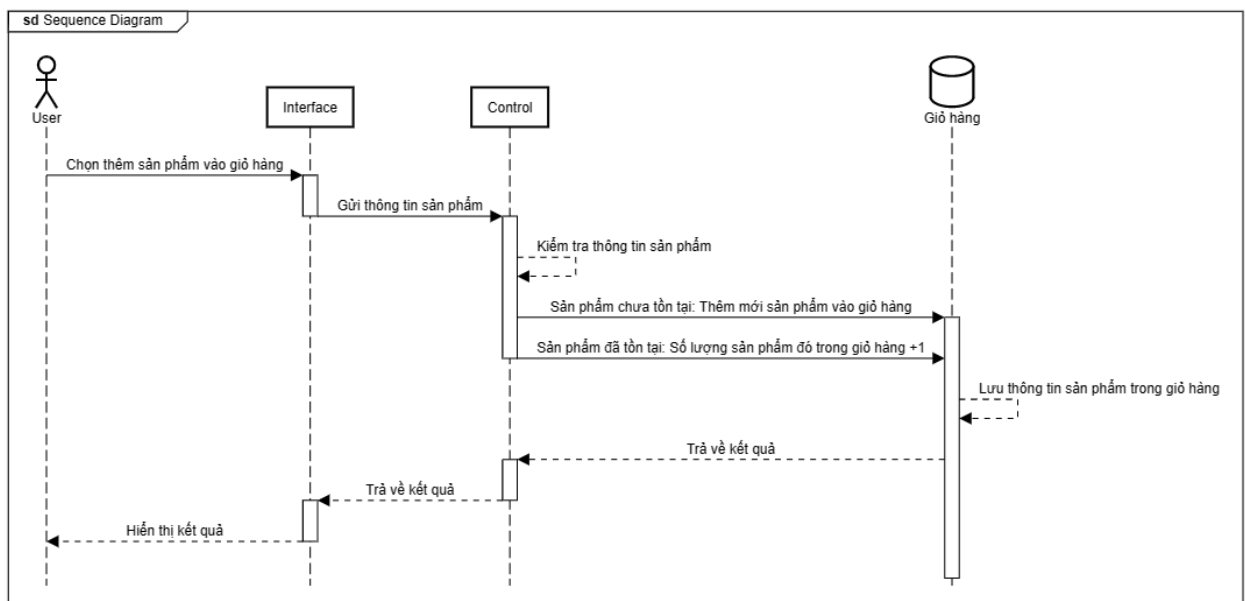 sd Sequence Diagram
User
Interface
Control
Giỏ hàng
Chọn thêm sản phẩm vào giỏ hàng
Gửi thông tin sản phẩm
Kiểm tra thông tin sản phẩm
Sản phẩm chưa tồn tại: Thêm mới sản phẩm vào giỏ hàng
Sản phẩm đã tồn tại: Số lượng sản phẩm đó trong giỏ hàng +1
Lưu thông tin sản phẩm trong giỏ hàng
Trả về kết quả
Trả về kết quả
Hiển thị kết quả